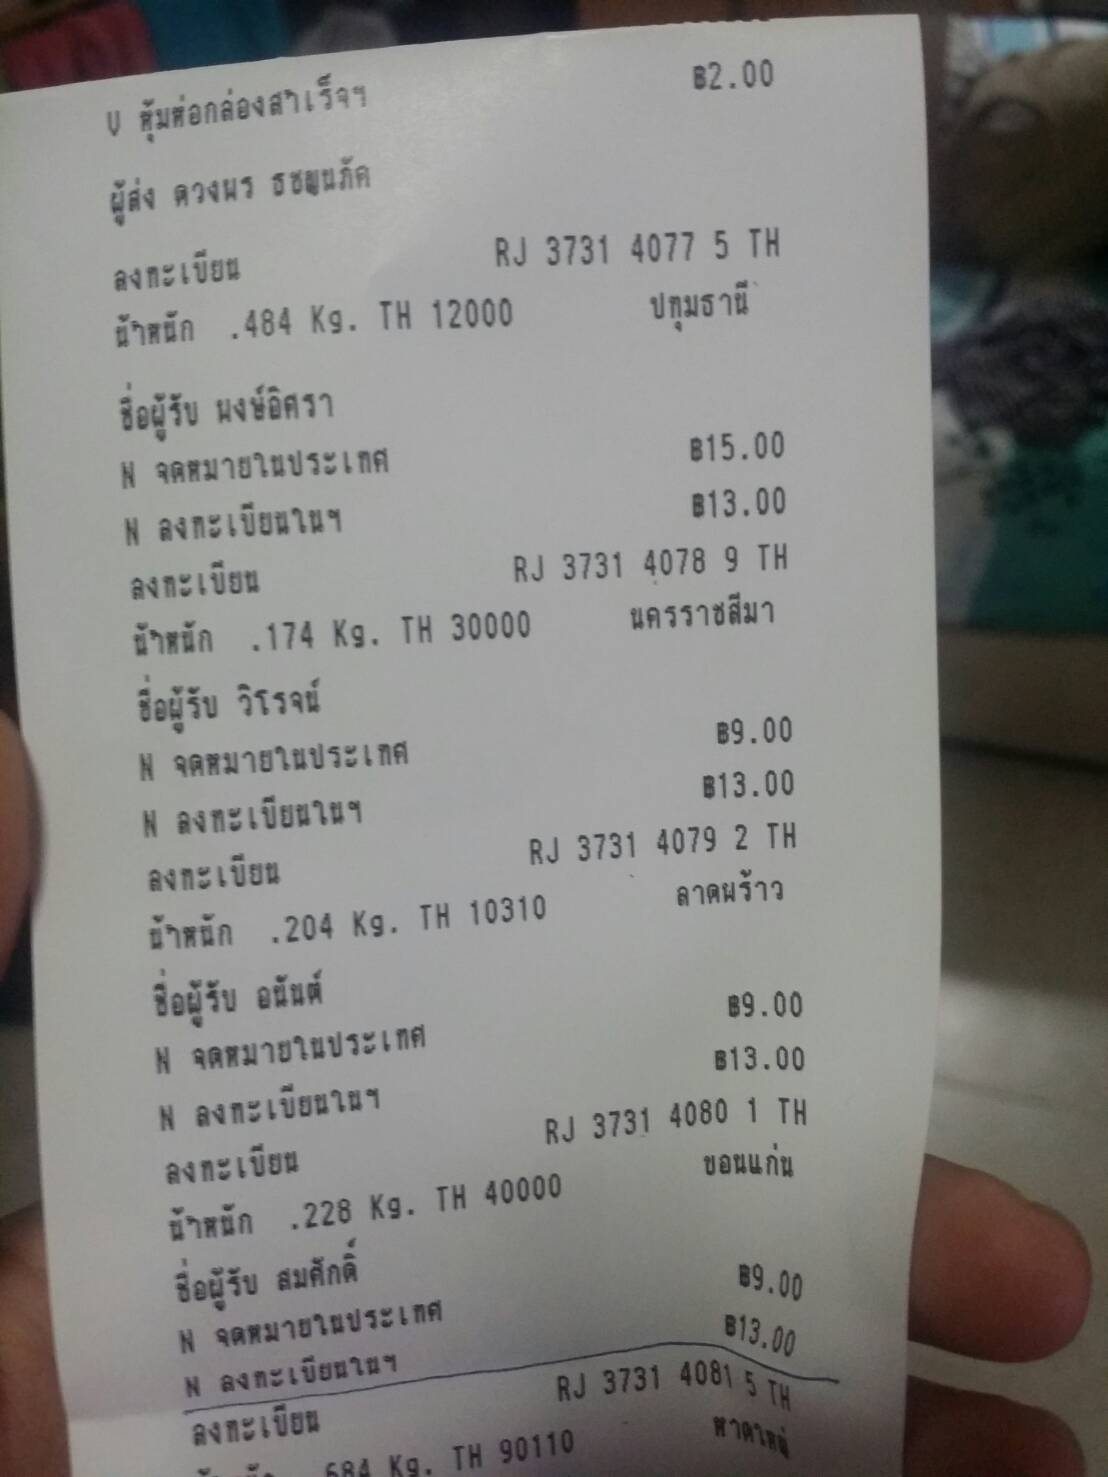 V หุ้มห่อกล่องสำเร็จฯ ฿2.00
ผู้ส่ง ดวงพร
ลงทะเบียน RJ 3731 4077 5 TH
น้ำหนัก .484 Kg. TH 12000 ปทุมธานี
ชื่อผู้รับ พงษ์อิศรา
N จดหมายในประเทศ ฿15.00
N ลงทะเบียนในฯ ฿13.00
ลงทะเบียน RJ 3731 4078 9 TH
น้ำหนัก .174 Kg. TH 30000 นครราชสีมา
ชื่อผู้รับ วิโรจน์
N จดหมายในประเทศ ฿9.00
N ลงทะเบียนในฯ ฿13.00
ลงทะเบียน RJ 3731 4079 2 TH
น้ำหนัก .204 Kg. TH 10310 ลาดพร้าว
ชื่อผู้รับ อนันต์
N จดหมายในประเทศ ฿9.00
N ลงทะเบียนในฯ ฿13.00
ลงทะเบียน RJ 3731 4080 1 TH
น้ำหนัก .228 Kg. TH 40000 ขอนแก่น
ชื่อผู้รับ สมศักดิ์
N จดหมายในประเทศ ฿9.00
N ลงทะเบียนในฯ ฿13.00
ลงทะเบียน RJ 3731 4081 5 TH
น้ำหนัก .684 Kg. TH 90110 หาดใหญ่